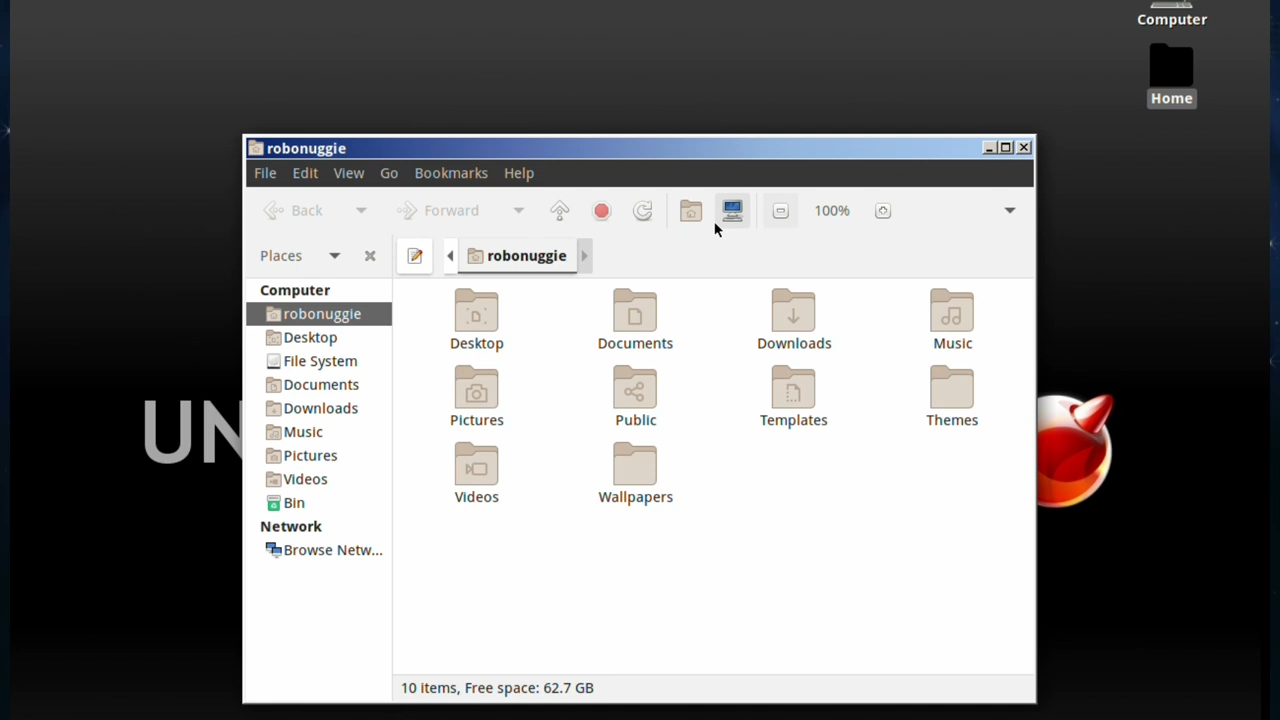 Computer
Home
robonuggie
File Edit View Go Bookmarks Help
Back Forward 100%
Places robonuggie
Computer
robonuggie
Desktop
File System
Documents
Downloads
Music
Pictures
Videos
Bin
Network
Browse Netw...
Desktop Documents Downloads Music
Pictures Public Templates Themes
Videos Wallpapers
10 items, Free space: 62.7 GB
UN